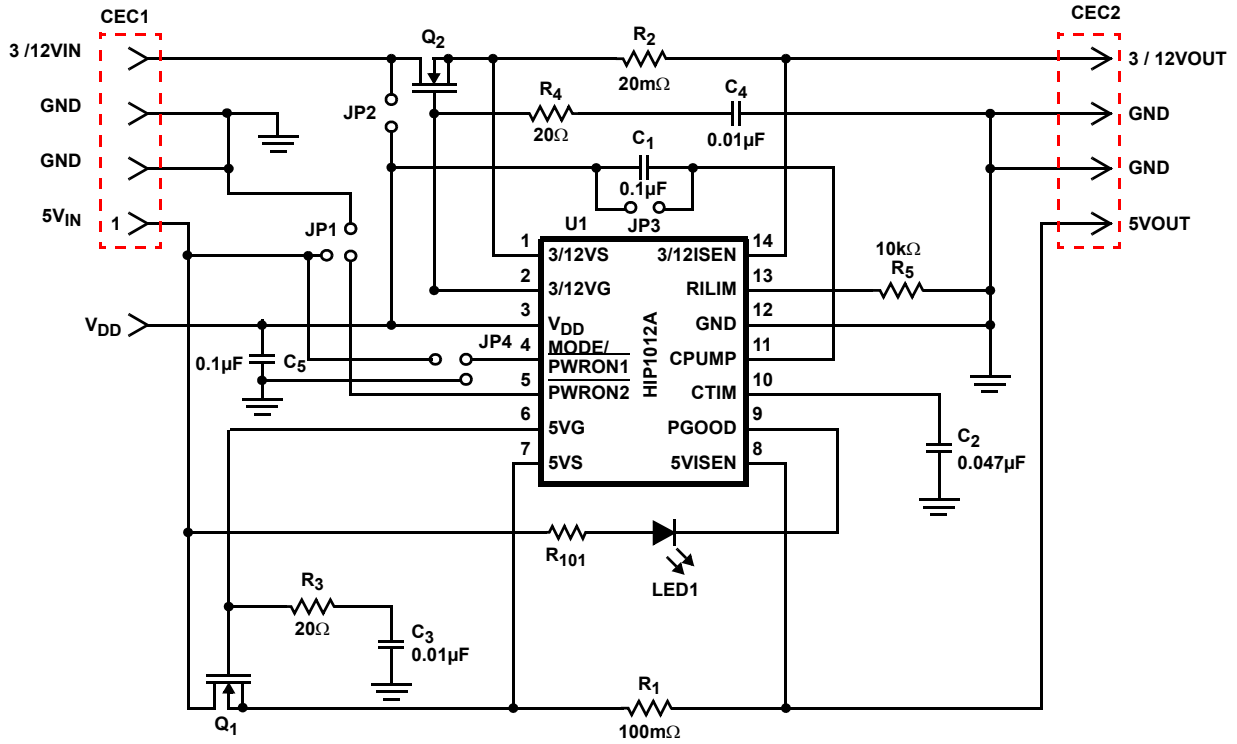 CEC1
CEC2
3 /12VIN
Q2
R2
20mΩ
3 / 12VOUT
GND
JP2
R4
20Ω
C4
0.01µF
GND
GND
C1
0.1µF
JP3
GND
5VIN
1
JP1
U1
5VOUT
1
3/12VS
3/12ISEN
14
10kΩ
R5
2
3/12VG
RILIM
13
VDD
3
VDD
GND
12
0.1µF
C5
JP4
4
MODE/
PWRON1
CPUMP
11
5
PWRON2
HIP1012A
CTIM
10
6
5VG
PGOOD
9
C2
0.047µF
7
5VS
5VISEN
8
R101
LED1
R3
20Ω
C3
0.01µF
Q1
R1
100mΩ